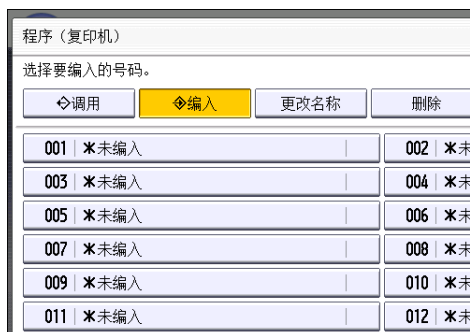 程序（复印机）
选择要编入的号码。
调用 编入 更改名称 删除
001 *未编入 002 *未
003 *未编入 004 *未
005 *未编入 006 *未
007 *未编入 008 *未
009 *未编入 010 *未
011 *未编入 012 *未